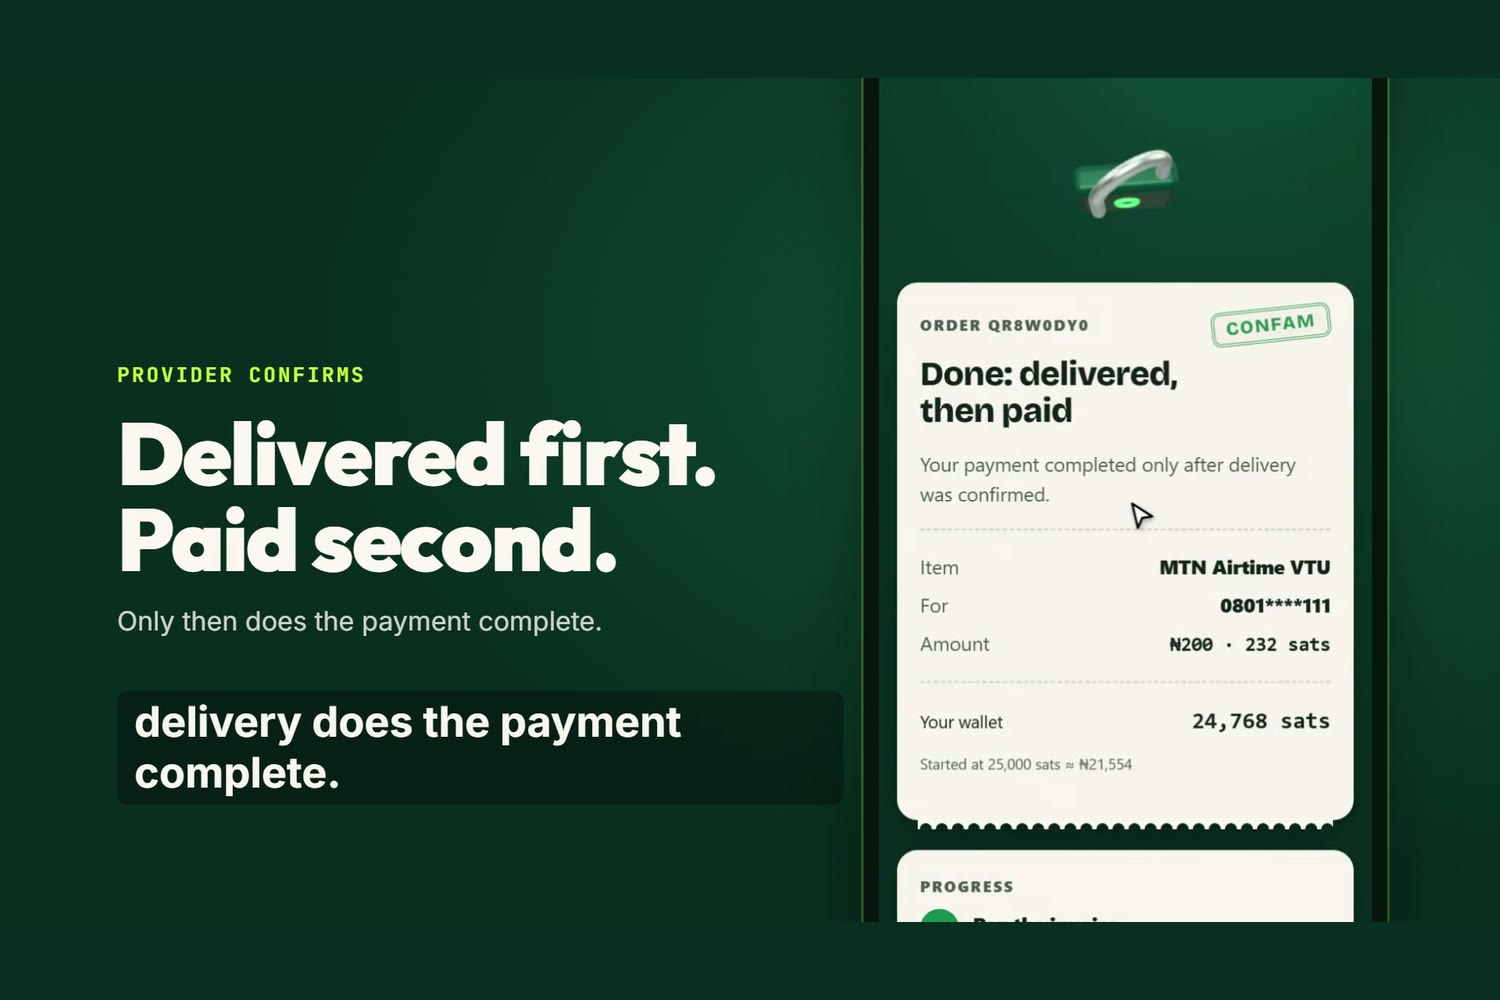 PROVIDER CONFIRMS
Delivered first.
Paid second.
Only then does the payment complete.
delivery does the payment
complete.
ORDER QR8W0DY0
CONFAM
Done: delivered,
then paid
Your payment completed only after delivery
was confirmed.
Item MTN Airtime VTU
For 0801****111
Amount ₦200 · 232 sats
Your wallet 24,768 sats
Started at 25,000 sats ≈ ₦21,554
PROGRESS